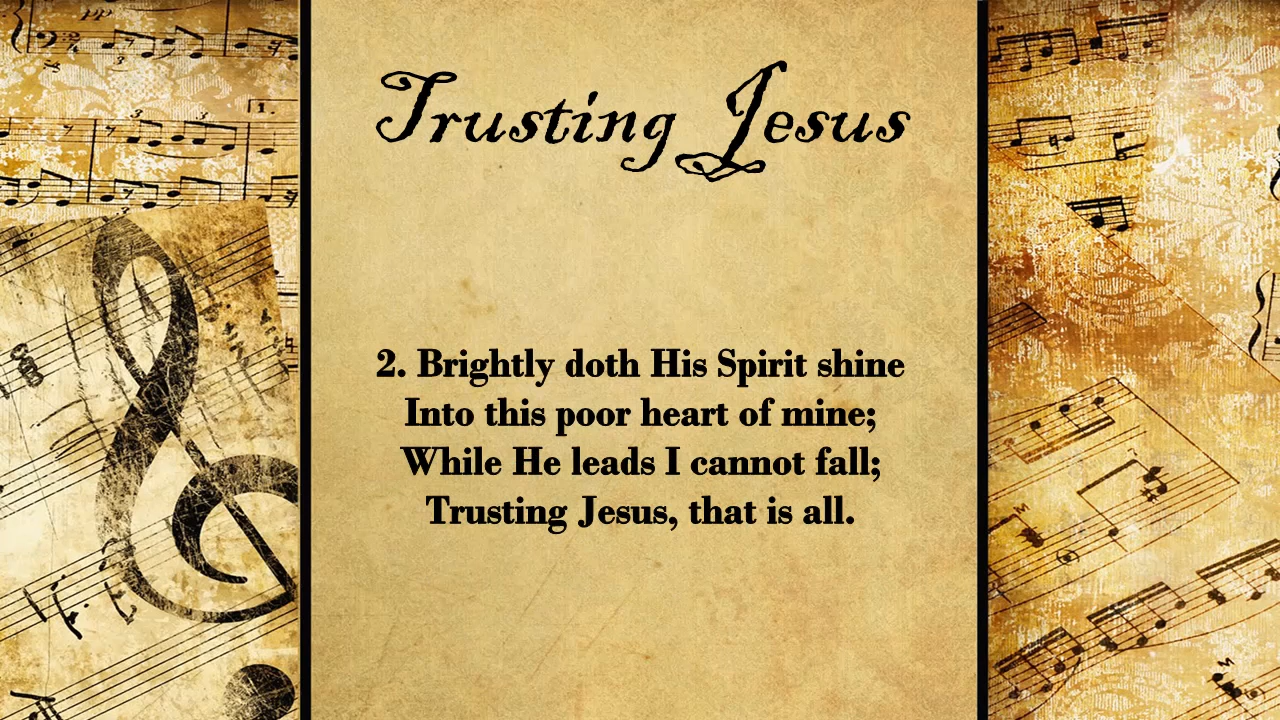 Trusting Jesus
2. Brightly doth His Spirit shine
Into this poor heart of mine;
While He leads I cannot fall;
Trusting Jesus, that is all.